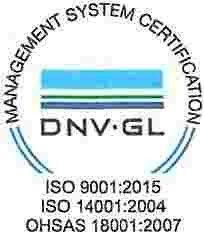 MANAGEMENT SYSTEM CERTIFICATION
DNV·GL
ISO 9001:2015
ISO 14001:2004
OHSAS 18001:2007